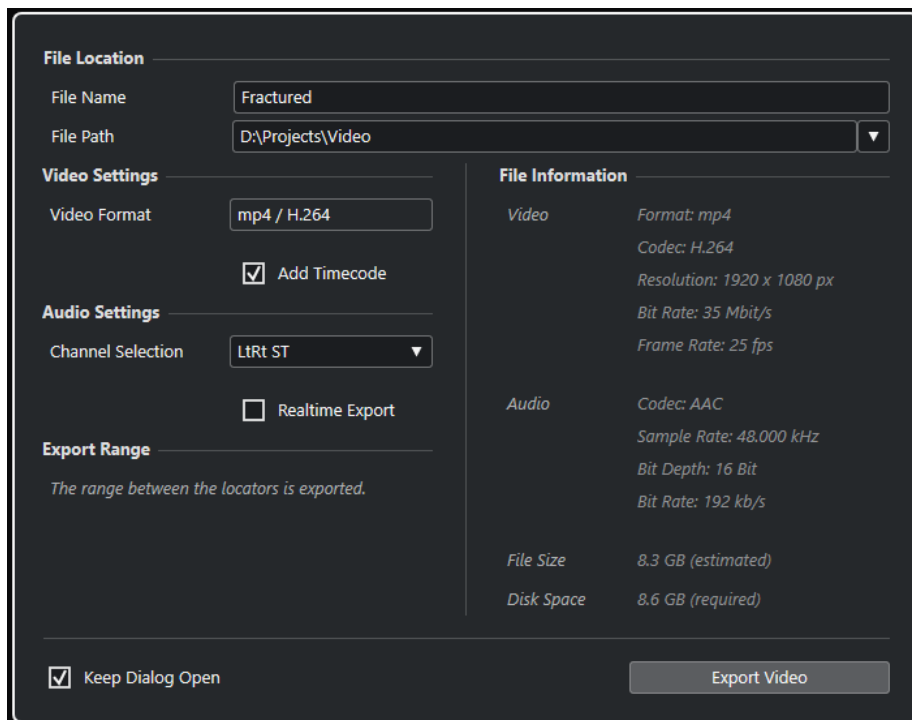 File Location
File Name
Fractured
File Path
D:\Projects\Video
Video Settings
Video Format
mp4 / H.264
Add Timecode
Audio Settings
Channel Selection
LtRt ST
Realtime Export
Export Range
The range between the locators is exported.
File Information
Video
Format: mp4
Codec: H.264
Resolution: 1920 x 1080 px
Bit Rate: 35 Mbit/s
Frame Rate: 25 fps
Audio
Codec: AAC
Sample Rate: 48.000 kHz
Bit Depth: 16 Bit
Bit Rate: 192 kb/s
File Size
8.3 GB (estimated)
Disk Space
8.6 GB (required)
Keep Dialog Open
Export Video